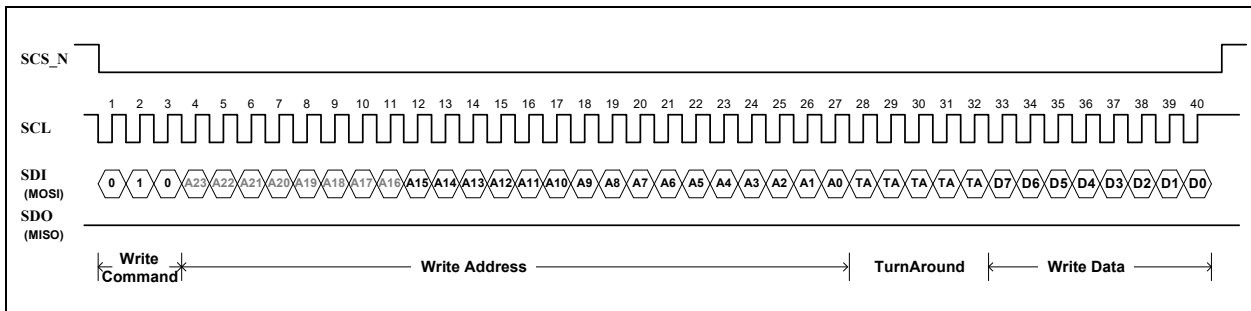 SCS_N
1 2 3 4 5 6 7 8 9 10 11 12 13 14 15 16 17 18 19 20 21 22 23 24 25 26 27 28 29 30 31 32 33 34 35 36 37 38 39 40
SCL
SDI
(MOSI)
0 1 0 A23 A22 A21 A20 A19 A18 A17 A16 A15 A14 A13 A12 A11 A10 A9 A8 A7 A6 A5 A4 A3 A2 A1 A0 TA TA TA TA TA D7 D6 D5 D4 D3 D2 D1 D0
SDO
(MISO)
Write
Command
Write Address
TurnAround
Write Data